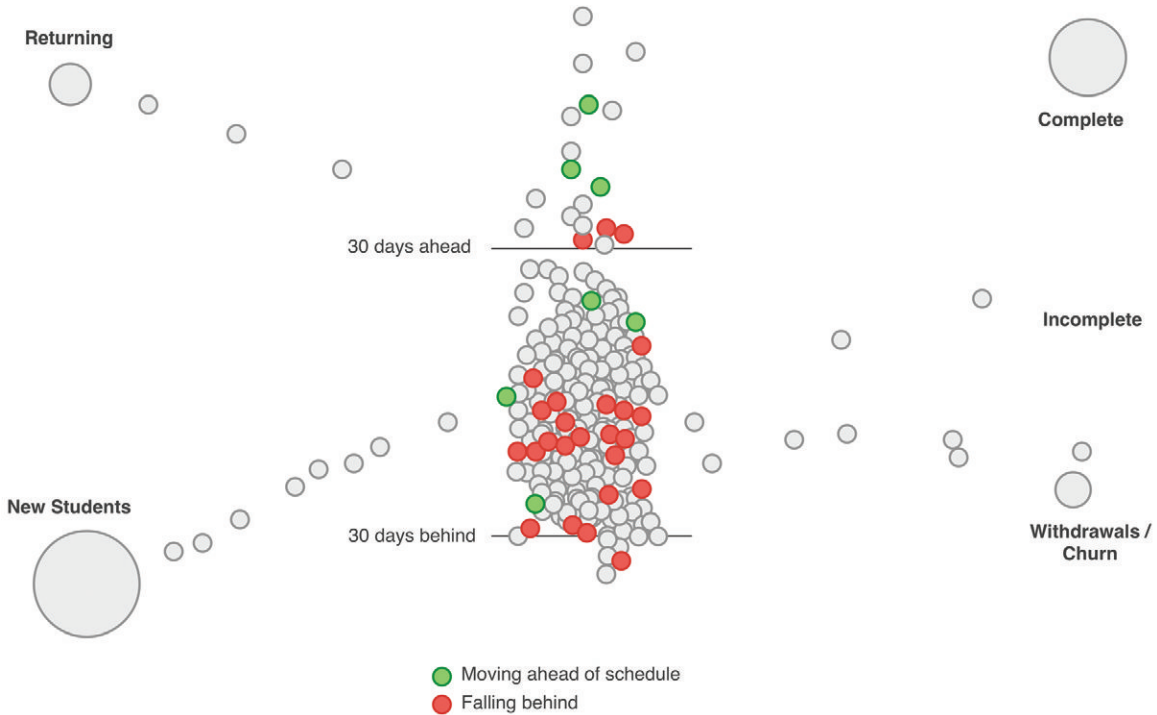 Returning
Complete
30 days ahead
Incomplete
New Students
30 days behind
Withdrawals /
Churn
Moving ahead of schedule
Falling behind